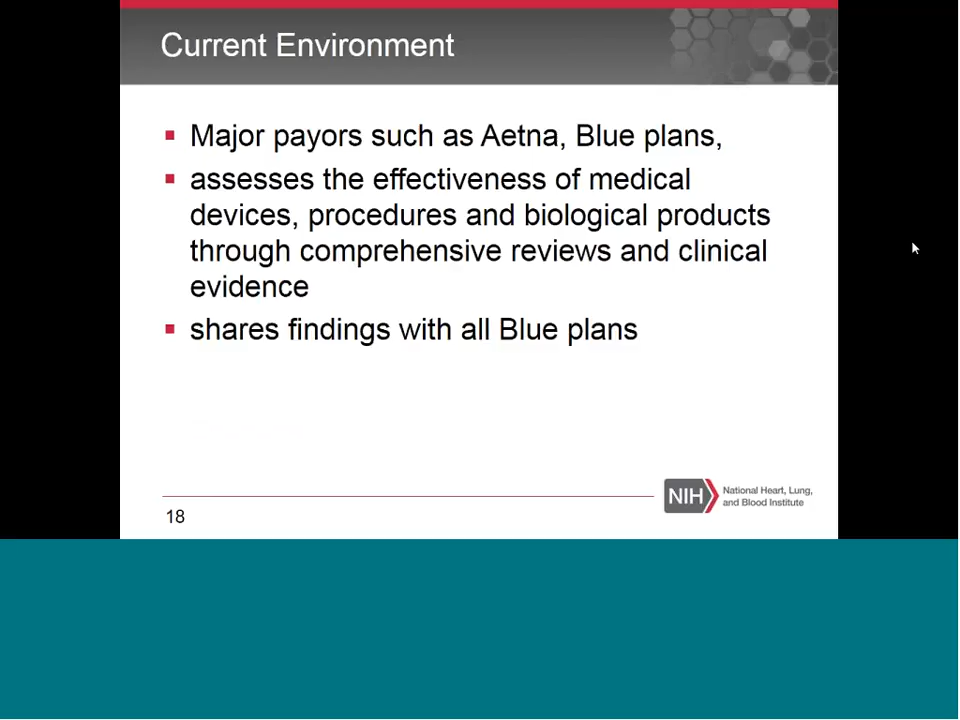 Current Environment
Major payors such as Aetna, Blue plans,
assesses the effectiveness of medical
devices, procedures and biological products
through comprehensive reviews and clinical
evidence
shares findings with all Blue plans
NIH
National Heart, Lung,
and Blood Institute
18